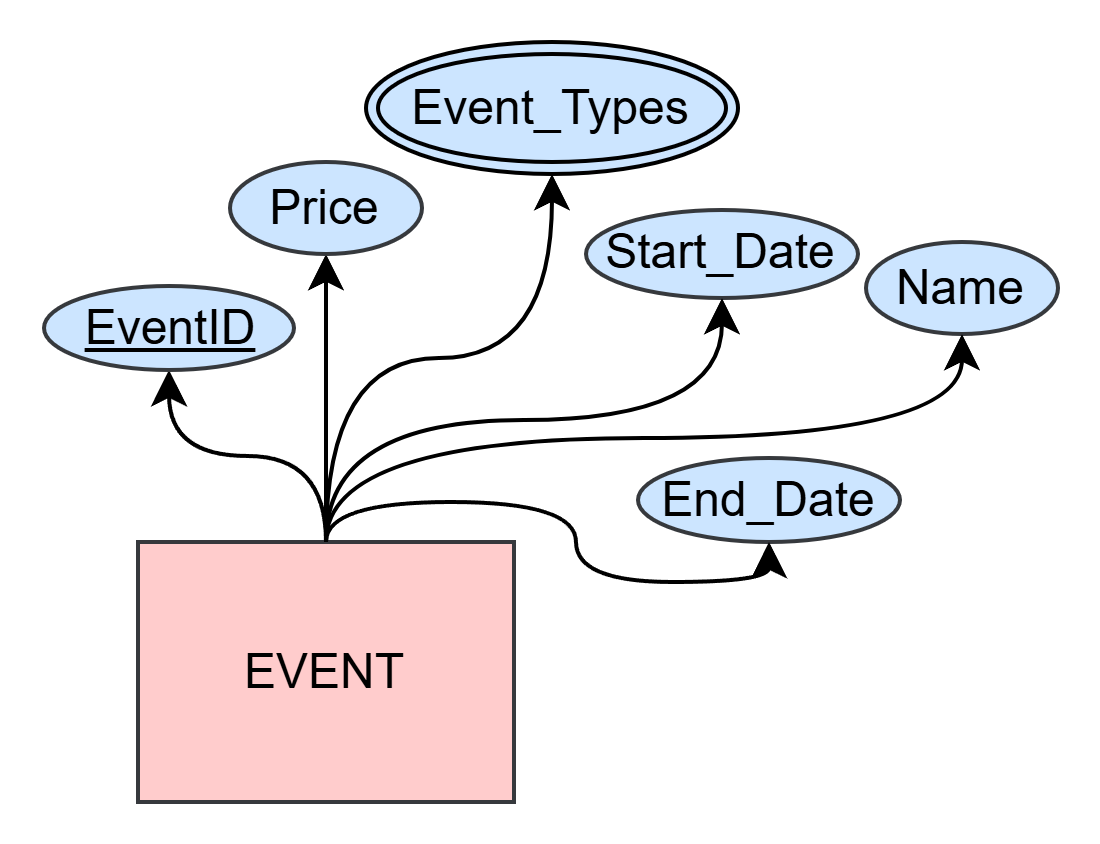 Event_Types
Price
Start_Date
Name
EventID
End_Date
EVENT